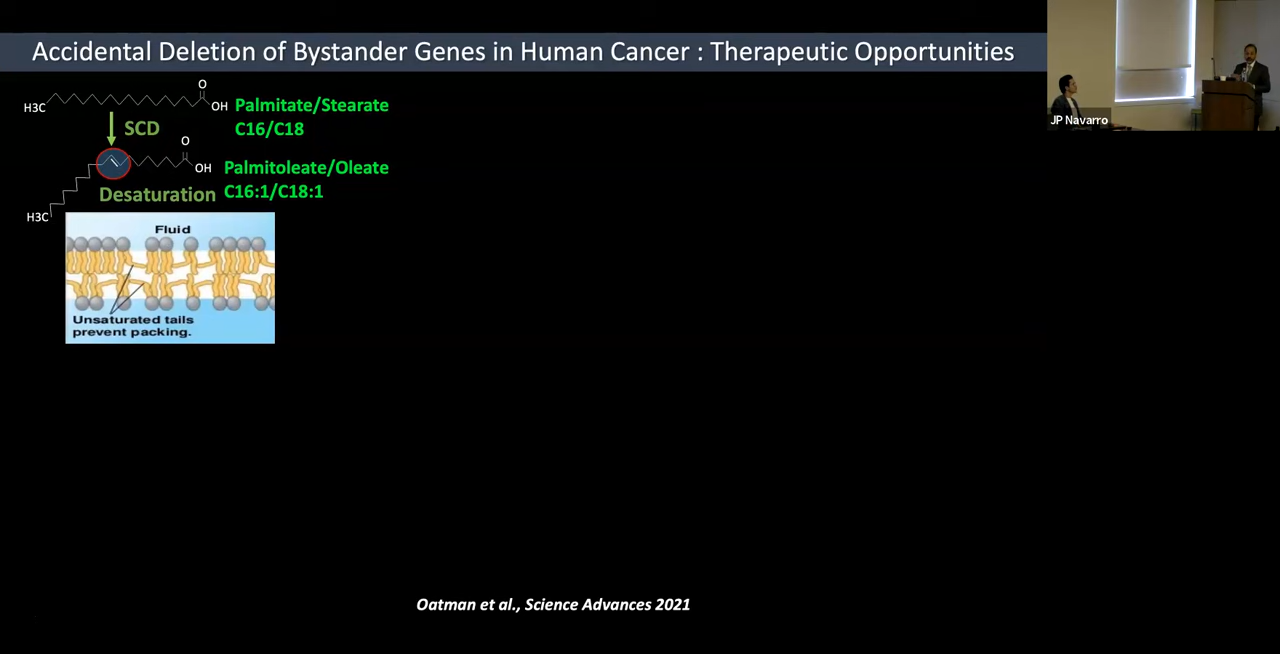 Accidental Deletion of Bystander Genes in Human Cancer : Therapeutic Opportunities
O
H3C
OH
Palmitate/Stearate
C16/C18
SCD
O
OH
Palmitoleate/Oleate
C16:1/C18:1
Desaturation
H3C
Fluid
Unsaturated tails
prevent packing.
Oatman et al., Science Advances 2021
JP Navarro